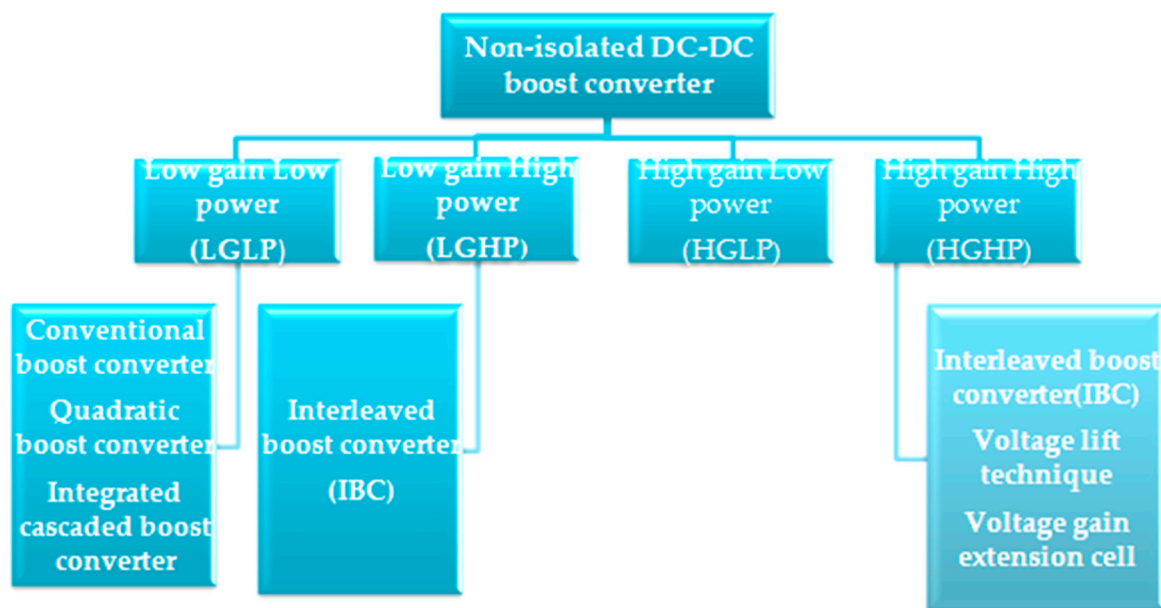 Non-isolated DC-DC
boost converter
Low gain Low
power
(LGLP)
Low gain High
power
(LGHP)
High gain Low
power
(HGLP)
High gain High
power
(HGHP)
Conventional
boost converter
Quadratic
boost converter
Integrated
cascaded boost
converter
Interleaved
boost converter
(IBC)
Interleaved boost
converter(IBC)
Voltage lift
technique
Voltage gain
extension cell